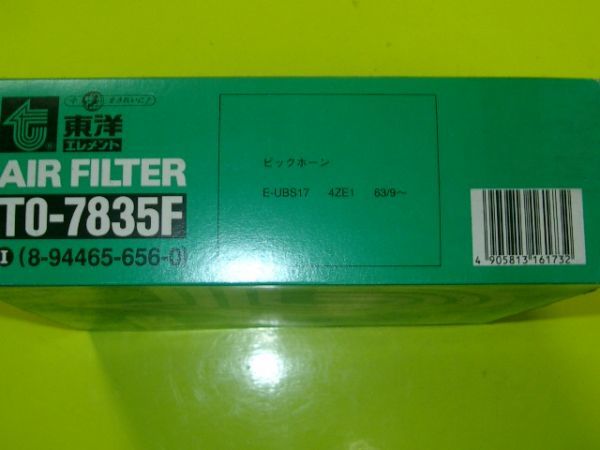 東洋
エレメント
AIR FILTER
TO-7835F
I (8-94465-656-0)
ビックホーン
E-UBS17 4ZE1 63/9～
4 905813 161732